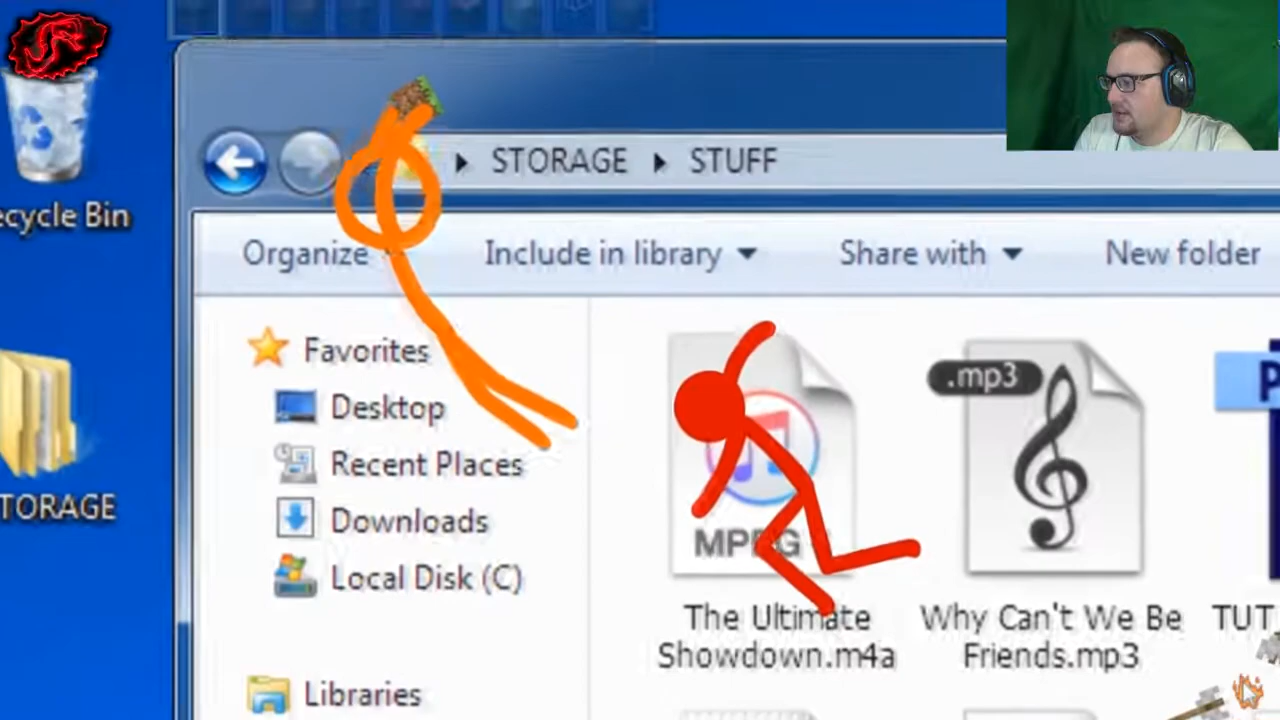 STORAGE STUFF
Organize Include in library Share with New folder
ecycle Bin
TORAGE
Favorites
Desktop
Recent Places
Downloads
Local Disk (C)
Libraries
.mp3
The Ultimate
Showdown.m4a
Why Can't We Be
Friends.mp3
TUT